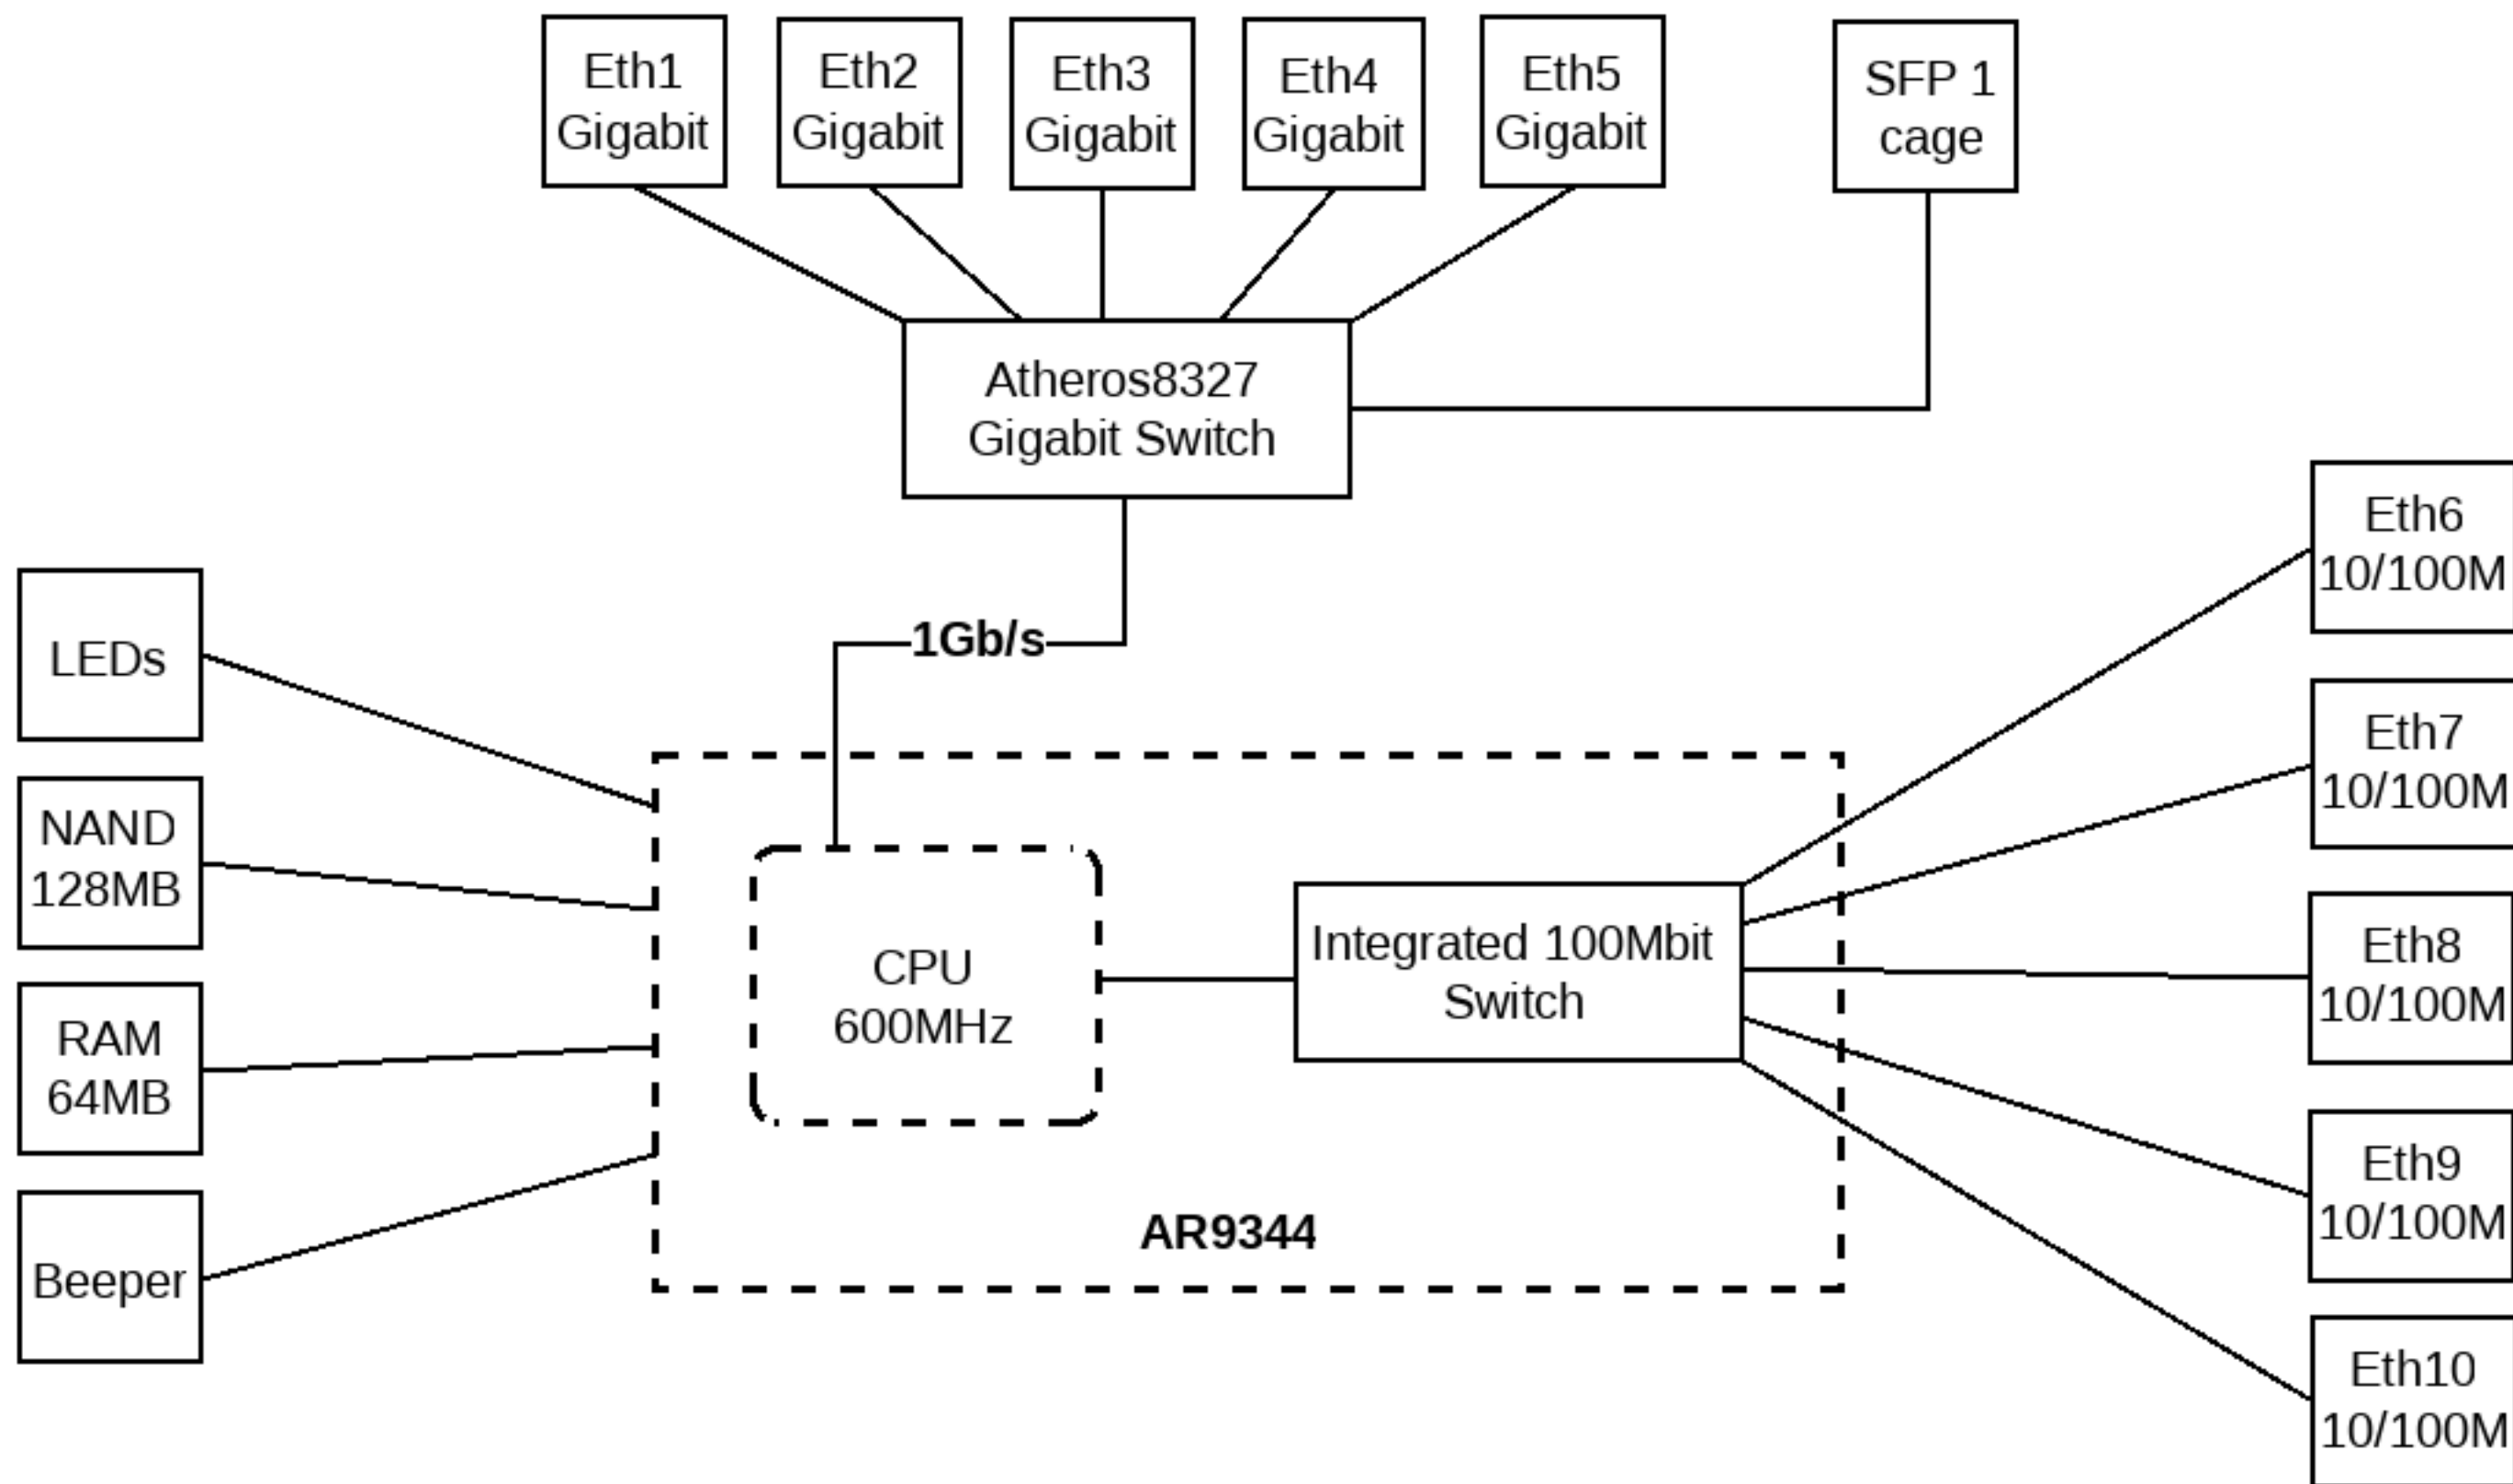 Eth1
Gigabit
Eth2
Gigabit
Eth3
Gigabit
Eth4
Gigabit
Eth5
Gigabit
SFP 1
cage
Atheros8327
Gigabit Switch
1Gb/s
LEDs
NAND
128MB
RAM
64MB
Beeper
CPU
600MHz
Integrated 100Mbit
Switch
AR9344
Eth6
10/100M
Eth7
10/100M
Eth8
10/100M
Eth9
10/100M
Eth10
10/100M